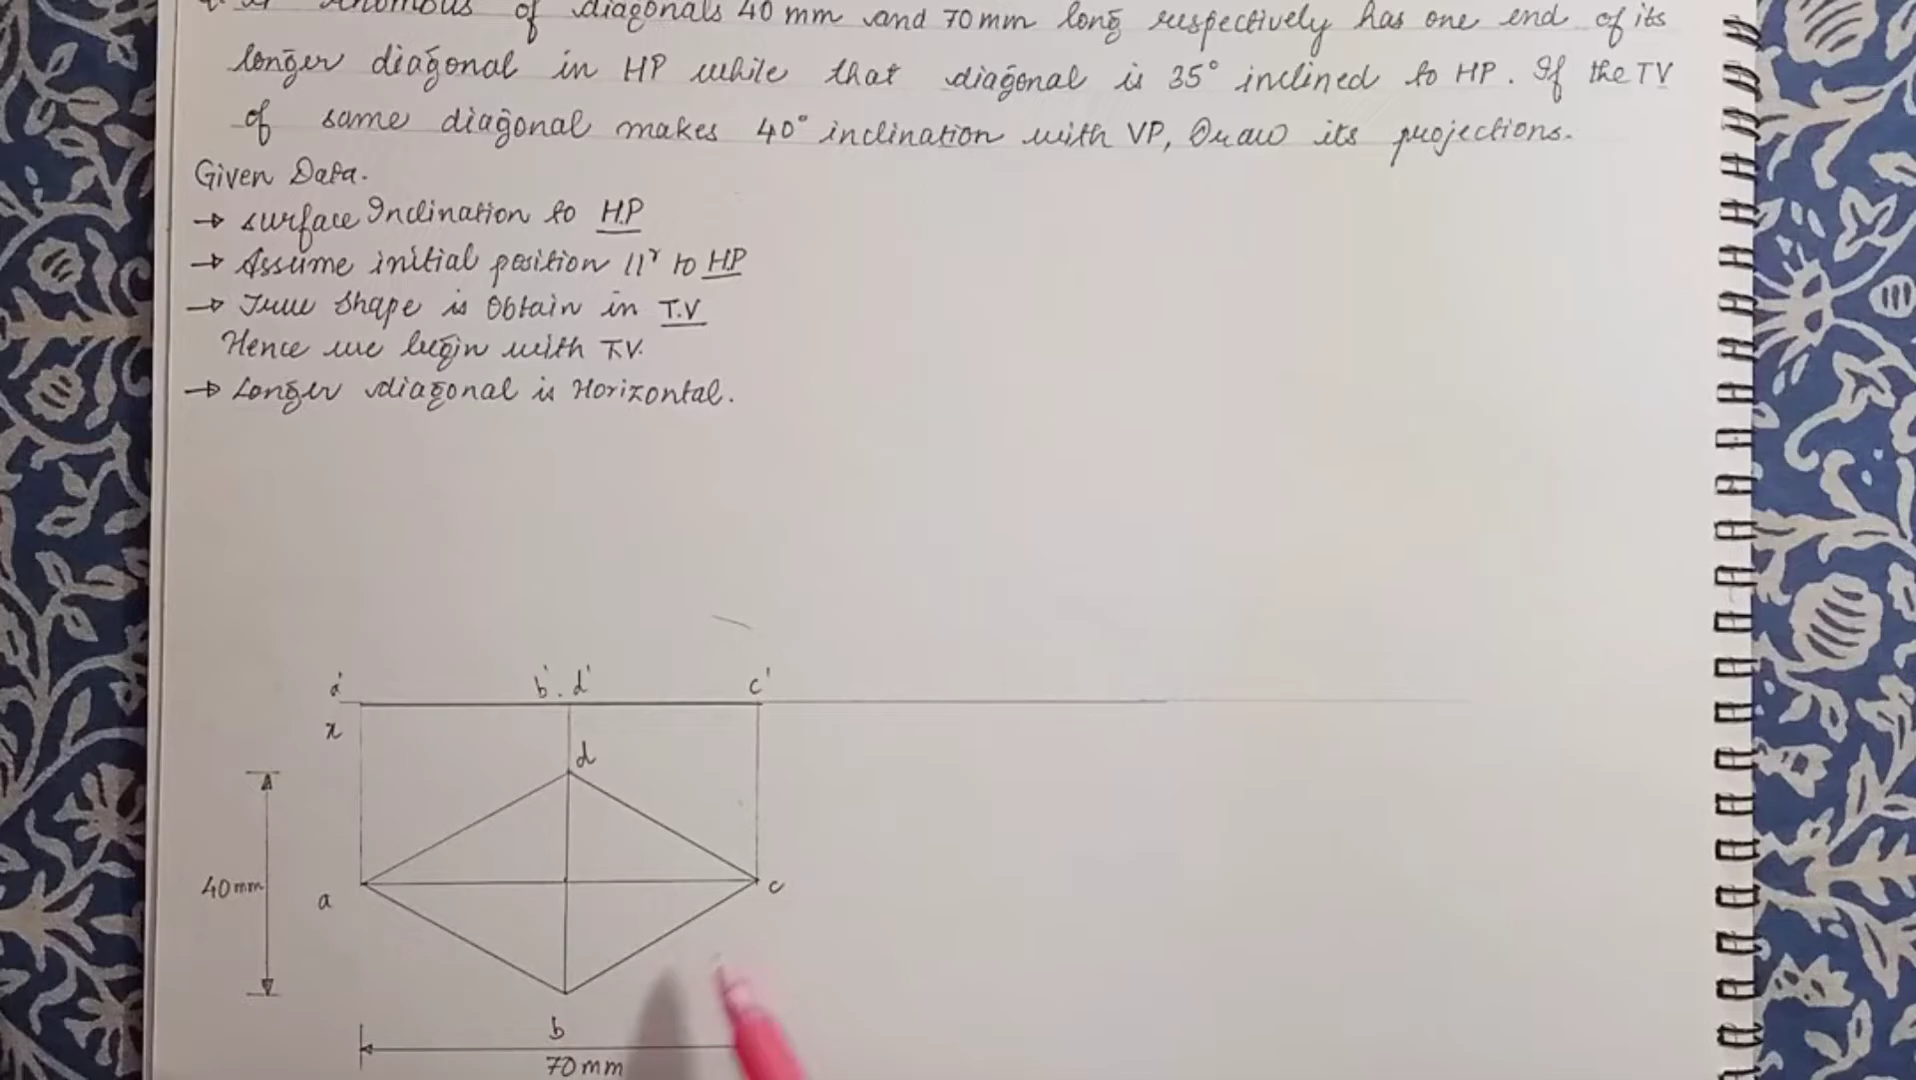 of diagonals 40 mm and 70 mm long respectively has one end of its
longer diagonal in HP while that diagonal is 35° inclined to HP. If the TV
of same diagonal makes 40° inclination with VP, Draw its projections.
Given Data.
→ surface Inclination to HP
→ Assume initial position 11r to HP
→ True Shape is Obtain in T.V
Hence we begin with T.V.
→ Longer diagonal is Horizontal.
a' b'. d' c'
x
d
40mm
a c
b
70mm